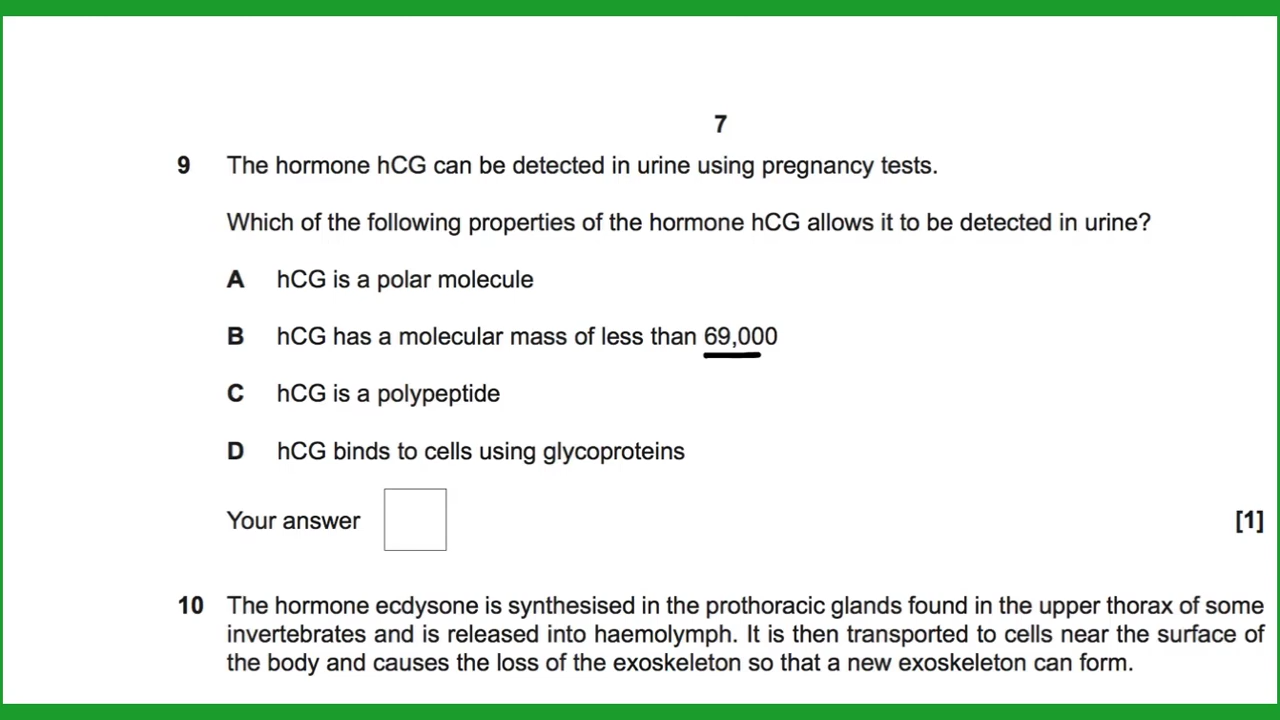 7
9 The hormone hCG can be detected in urine using pregnancy tests.
Which of the following properties of the hormone hCG allows it to be detected in urine?
A hCG is a polar molecule
B hCG has a molecular mass of less than 69,000
C hCG is a polypeptide
D hCG binds to cells using glycoproteins
Your answer [1]
10 The hormone ecdysone is synthesised in the prothoracic glands found in the upper thorax of some
invertebrates and is released into haemolymph. It is then transported to cells near the surface of
the body and causes the loss of the exoskeleton so that a new exoskeleton can form.